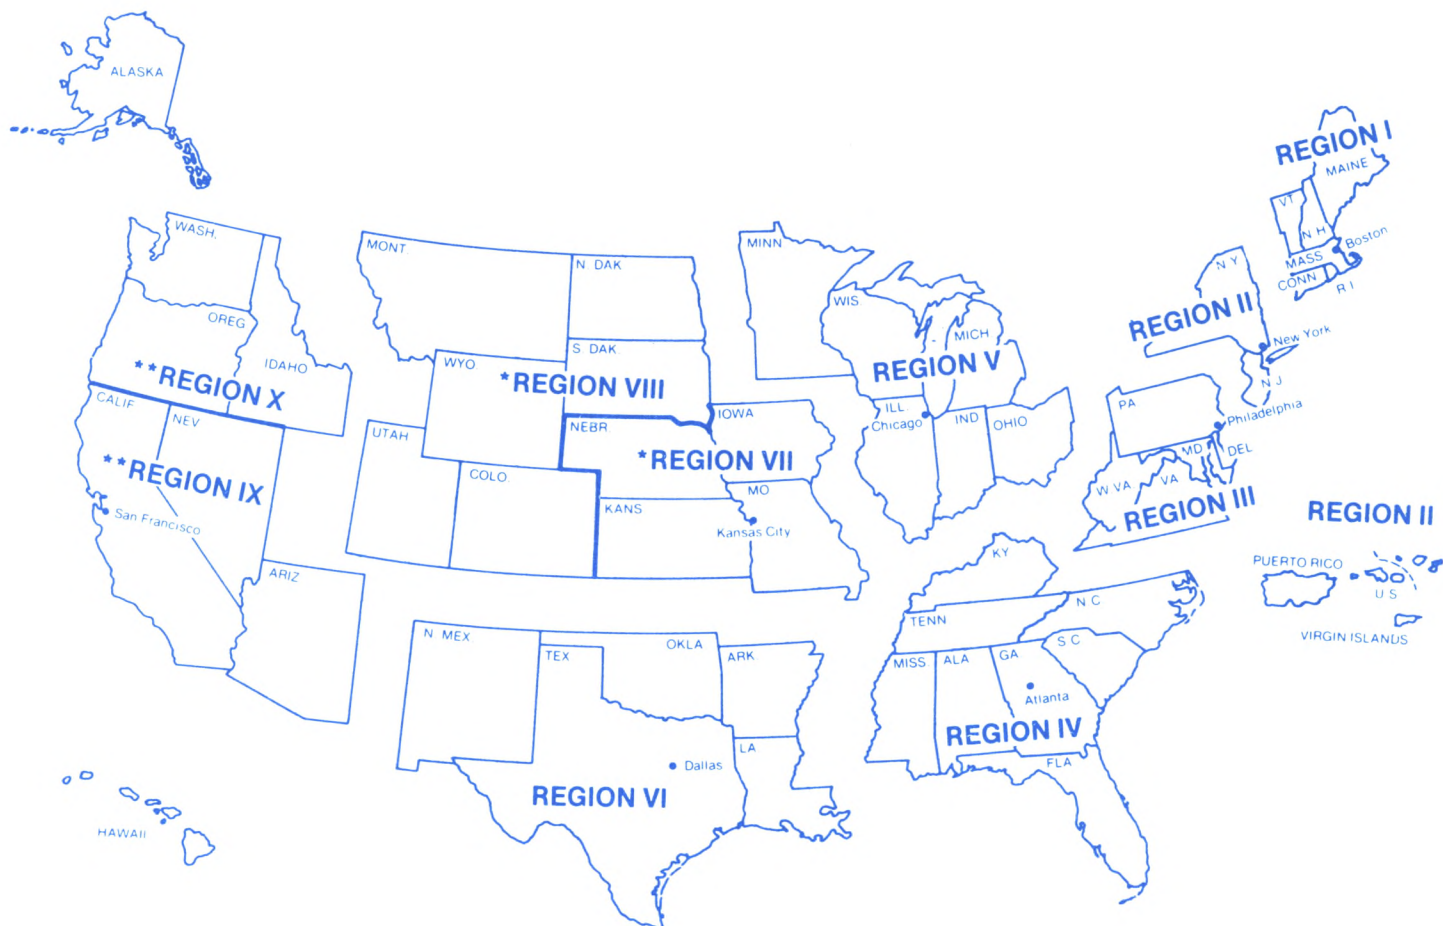 ALASKA
REGION I
MAINE
VT
N H
Boston
MASS
CONN
R I
WASH.
MONT
N DAK
MINN
N Y
OREG
WIS
MICH
REGION II
New York
IDAHO
WYO
S DAK
**REGION X
*REGION VIII
REGION V
N J
CALIF
NEV
UTAH
NEBR
IOWA
ILL.
Chicago
IND
OHIO
PA
Philadelphia
**REGION IX
COLO
*REGION VII
MD
DEL
W VA
VA
REGION III
San Francisco
KANS
MO
Kansas City
REGION II
KY
PUERTO RICO
U S
VIRGIN ISLANDS
ARIZ
N MEX
TEX
OKLA
ARK
TENN
N C
S C
MISS.
ALA
GA
Atlanta
REGION IV
LA
Dallas
FLA
REGION VI
HAWAII